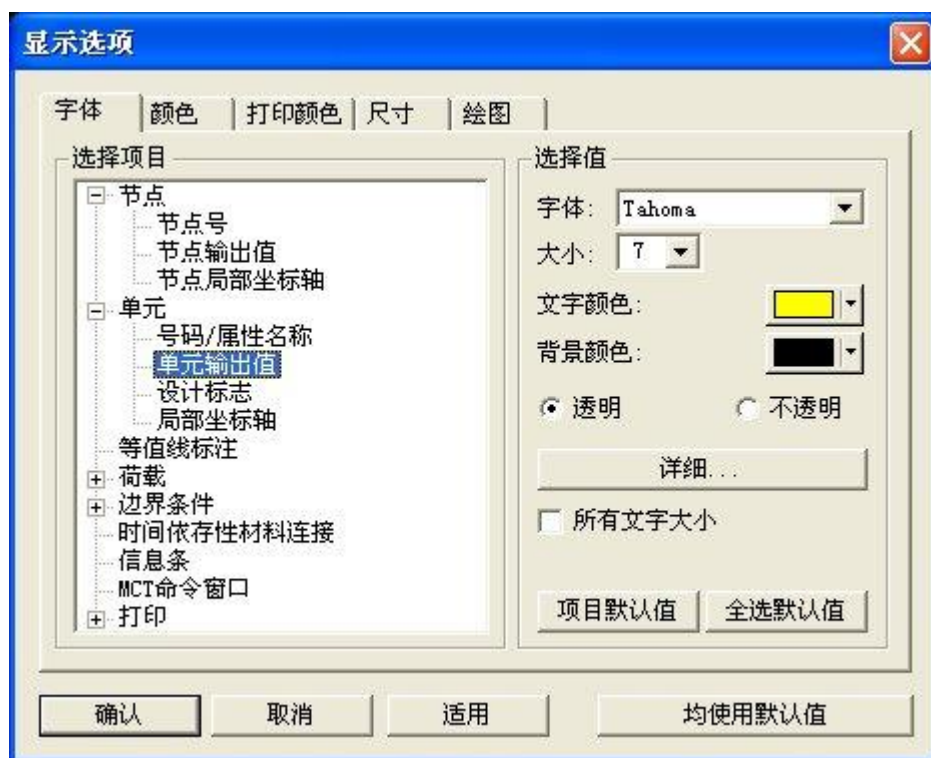 显示选项
字体 颜色 打印颜色 尺寸 绘图
选择项目
节点
节点号
节点输出值
节点局部坐标轴
单元
号码/属性名称
单元输出值
设计标志
局部坐标轴
等值线标注
荷载
边界条件
时间依存性材料连接
信息条
MCT命令窗口
打印
选择值
字体: Tahoma
大小: 7
文字颜色:
背景颜色:
透明 不透明
详细...
所有文字大小
项目默认值 全选默认值
确认 取消 适用 均使用默认值